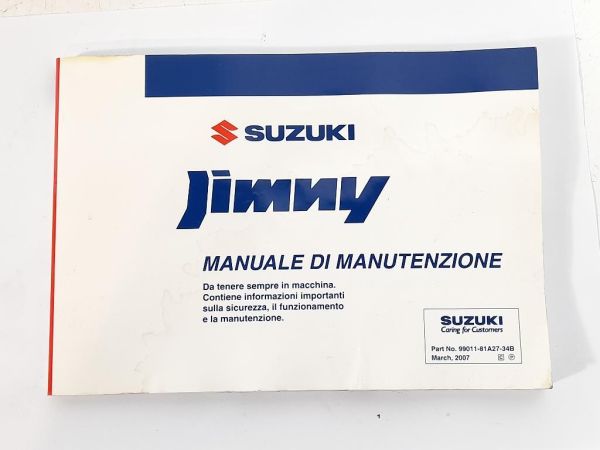 SUZUKI
Jimny
MANUALE DI MANUTENZIONE
Da tenere sempre in macchina.
Contiene informazioni importanti
sulla sicurezza, il funzionamento
e la manutenzione.
SUZUKI
Caring for Customers
Part No. 99011-81A27-34B
March, 2007 Ⓒ Ⓟ